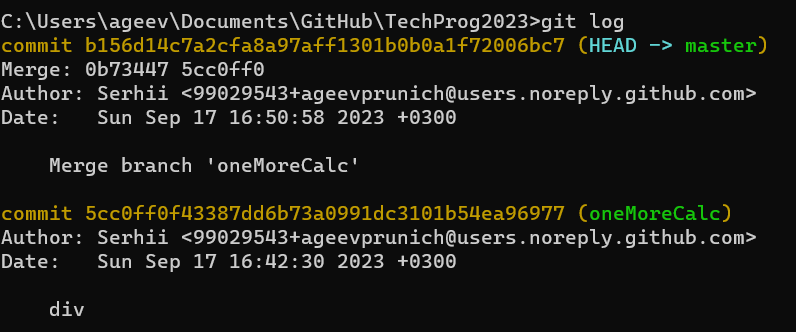 C:\Users\ageev\Documents\GitHub\TechProg2023>git log
commit b156d14c7a2cfa8a97aff1301b0b0a1f72006bc7 (HEAD -> master)
Merge: 0b73447 5cc0ff0
Author: Serhii <99029543+ageevprunich@users.noreply.github.com>
Date:   Sun Sep 17 16:50:58 2023 +0300
    Merge branch 'oneMoreCalc'
commit 5cc0ff0f43387dd6b73a0991dc3101b54ea96977 (oneMoreCalc)
Author: Serhii <99029543+ageevprunich@users.noreply.github.com>
Date:   Sun Sep 17 16:42:30 2023 +0300
    div